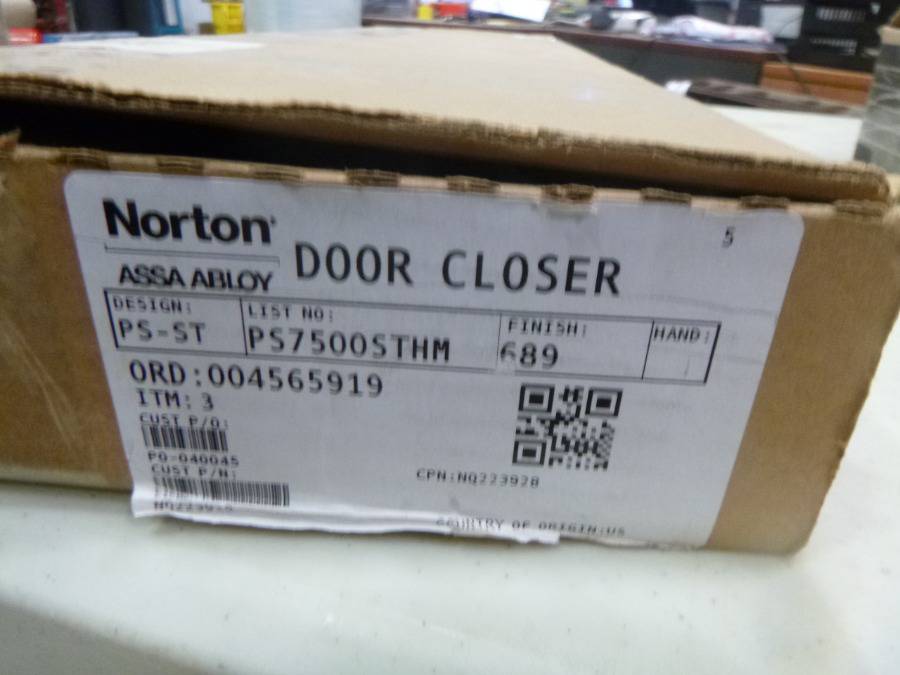 Norton
5
ASSA ABLOY DOOR CLOSER
DESIGN: LIST NO: FINISH: HAND:
PS-ST PS7500STHM 689
ORD:004565919
ITM: 3
CUST P/O:
PO-040045
CPN:NQ223928
CUST P/N:
COUNTRY OF ORIGIN:US